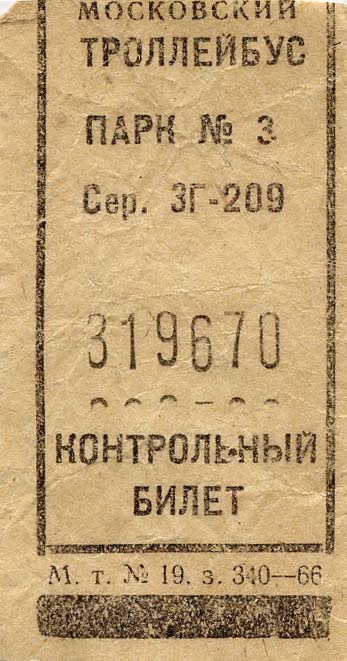 МОСКОВСКИЙ
ТРОЛЛЕЙБУС
ПАРК № 3
Сер. ЗГ-209
319670
КОНТРОЛЬНЫЙ
БИЛЕТ
М. т. № 19. з. 340—66